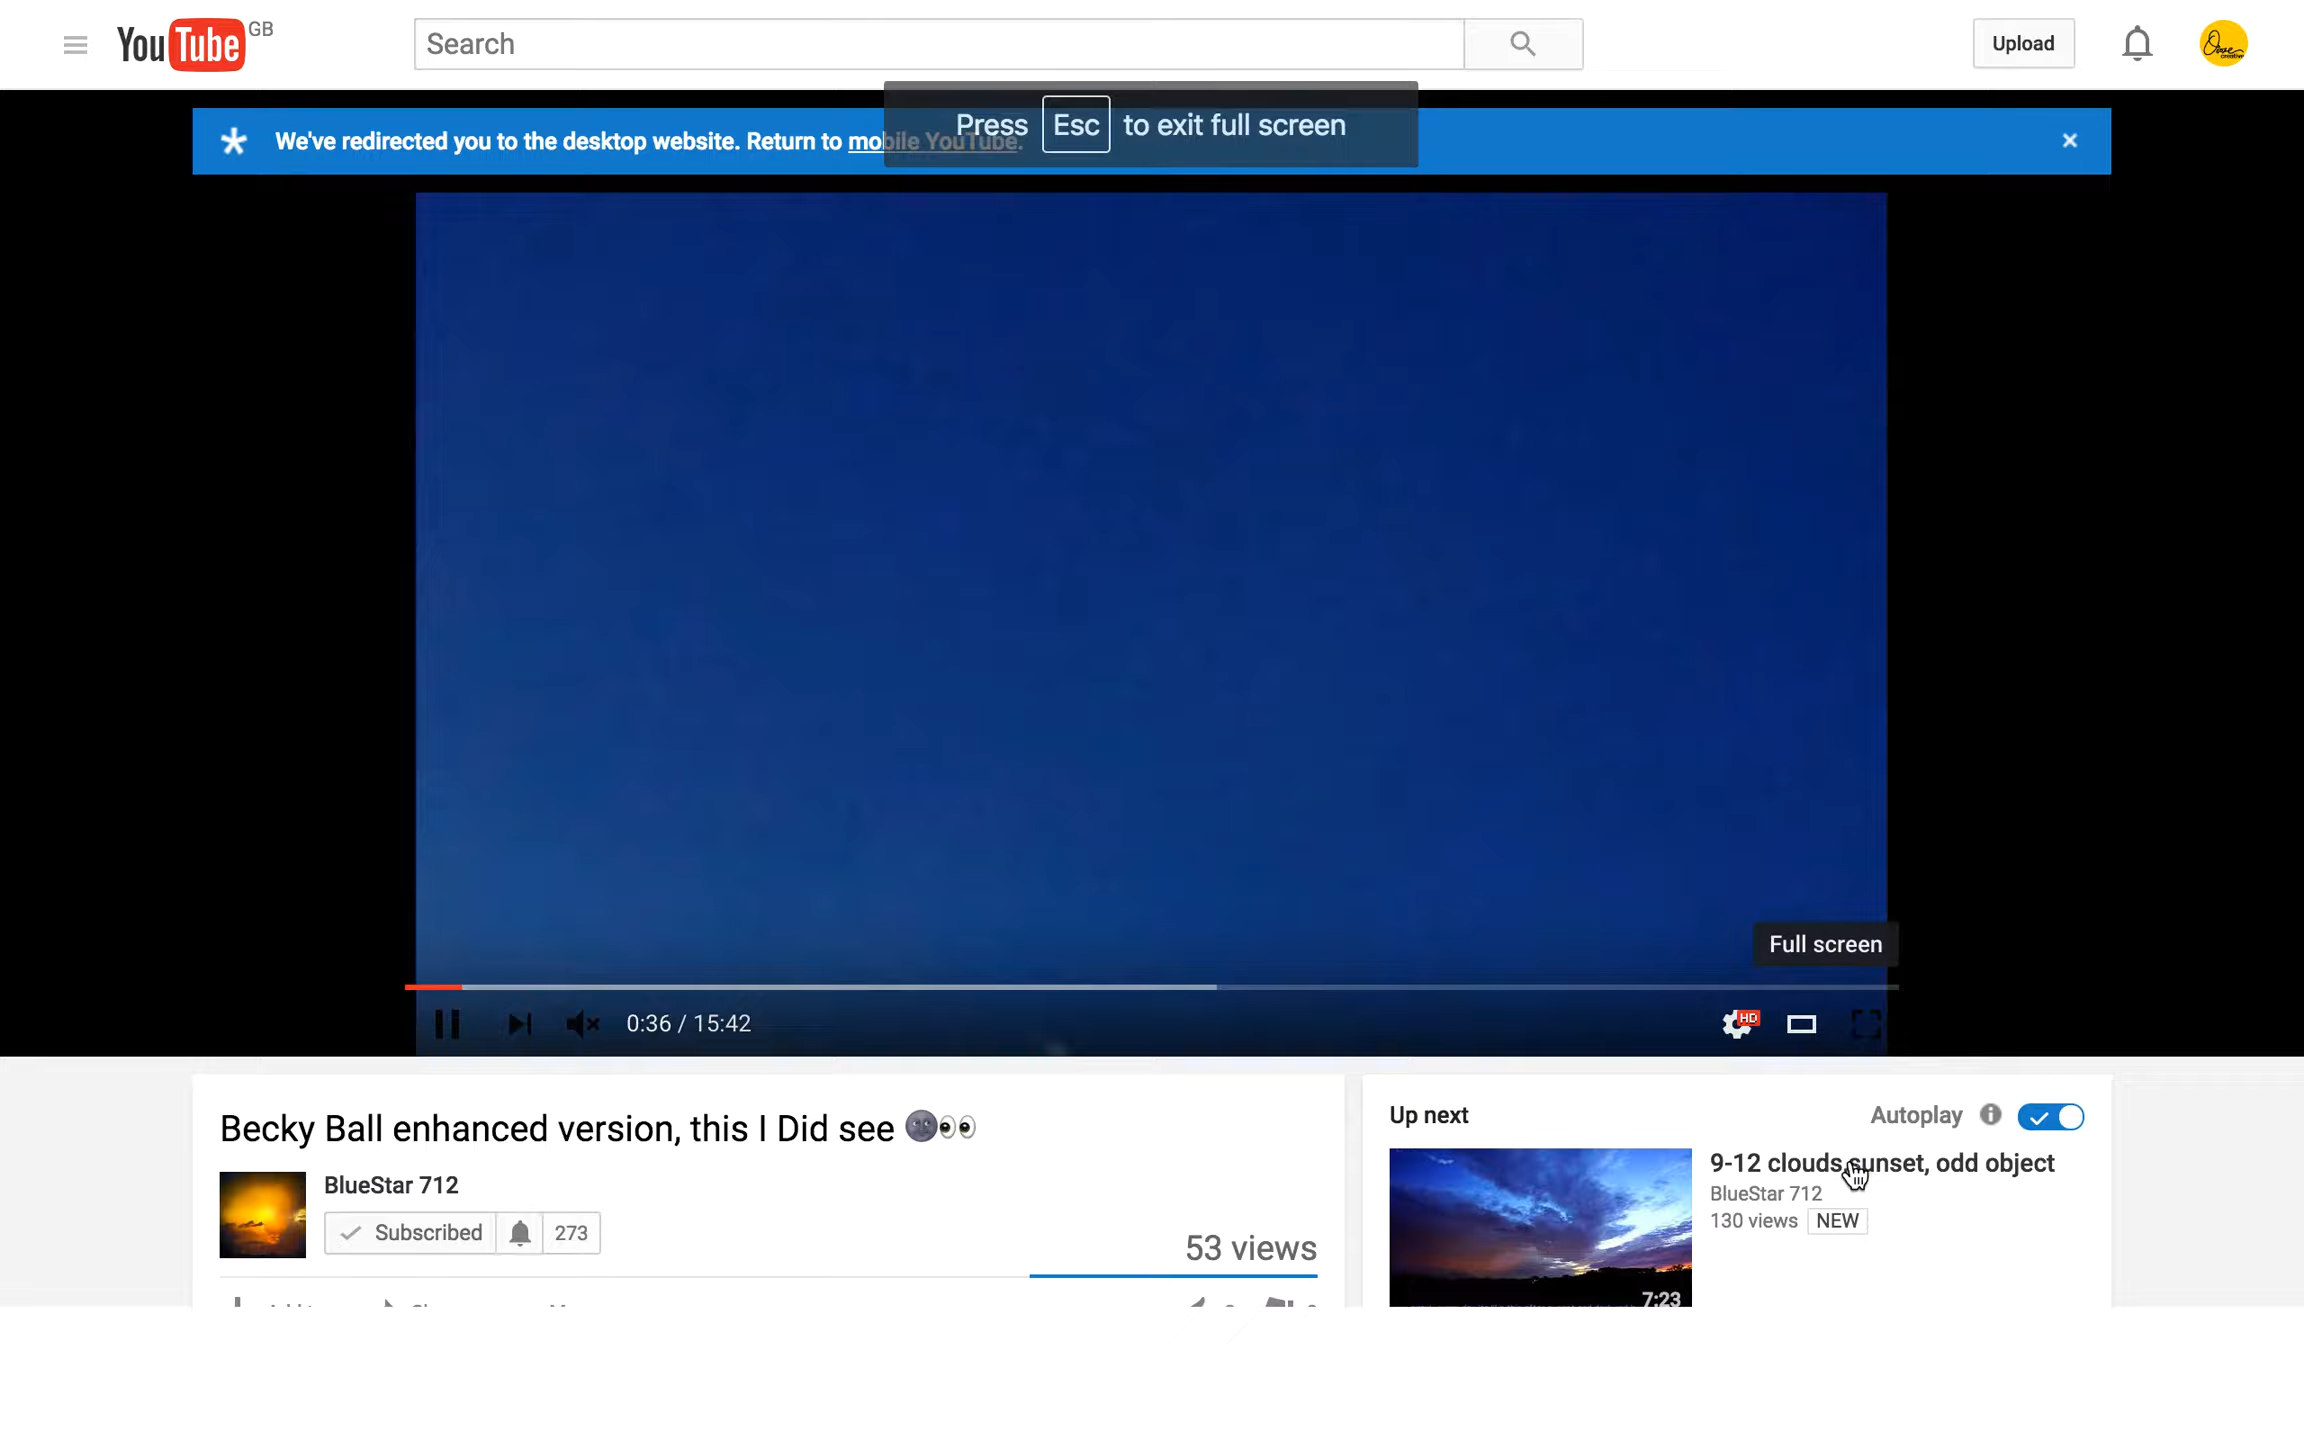 YouTube GB
Search
Upload
Press Esc to exit full screen
We've redirected you to the desktop website. Return to mobile YouTube.
Full screen
0:36 / 15:42
HD
Becky Ball enhanced version, this I Did see
BlueStar 712
Subscribed 273
53 views
Up next
Autoplay
9-12 clouds sunset, odd object
BlueStar 712
130 views NEW
7:23